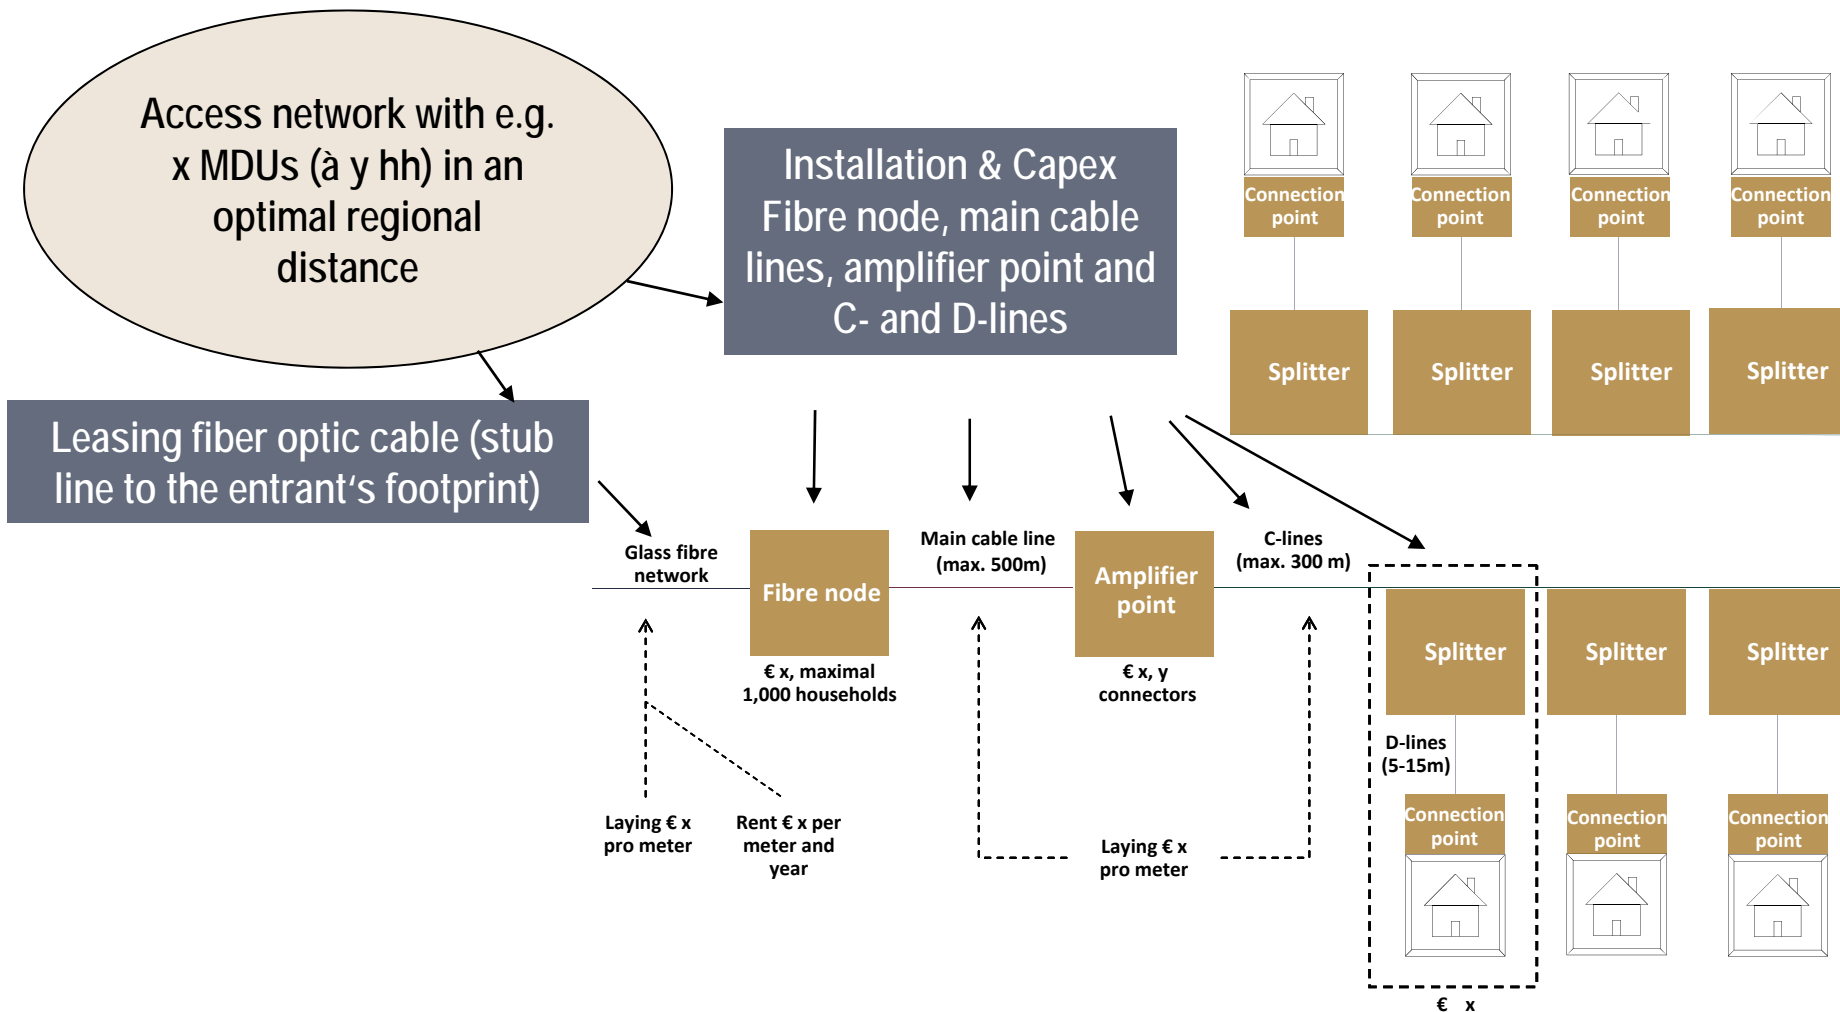 Access network with e.g.
x MDUs (à y hh) in an
optimal regional
distance
Installation & Capex
Fibre node, main cable
lines, amplifier point and
C- and D-lines
Leasing fiber optic cable (stub
line to the entrant‘s footprint)
Connection
point
Connection
point
Connection
point
Connection
point
Splitter
Splitter
Splitter
Splitter
Glass fibre
network
Fibre node
€ x, maximal
1,000 households
Main cable line
(max. 500m)
Amplifier
point
€ x, y
connectors
C-lines
(max. 300 m)
Splitter
Splitter
Splitter
D-lines
(5-15m)
Connection
point
Connection
point
Connection
point
Laying € x
pro meter
Rent € x per
meter and
year
Laying € x
pro meter
€ x